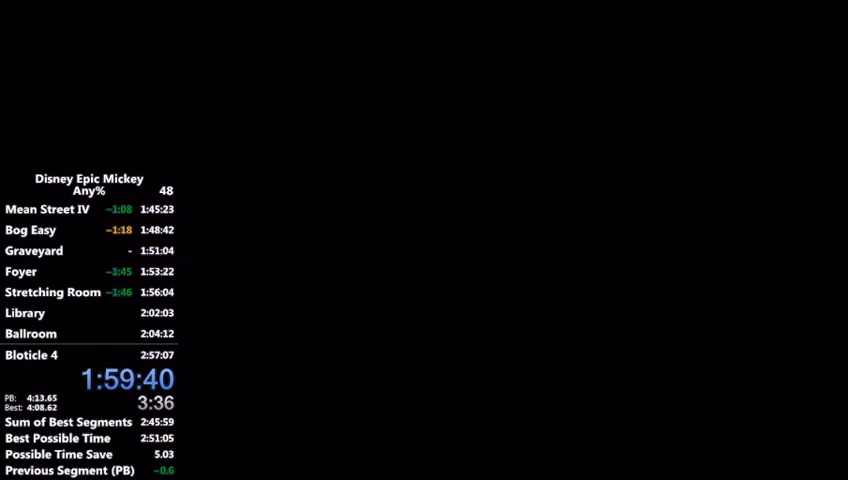 Disney Epic Mickey
Any% 48
Mean Street IV −1:08 1:45:23
Bog Easy −1:18 1:48:42
Graveyard - 1:51:04
Foyer −1:45 1:53:22
Stretching Room −1:46 1:56:04
Library 2:02:03
Ballroom 2:04:12
Bloticle 4 2:57:07
1:59:40
PB: 4:13.65
Best: 4:08.62
3:36
Sum of Best Segments 2:45:59
Best Possible Time 2:51:05
Possible Time Save 5.03
Previous Segment (PB) −0.6